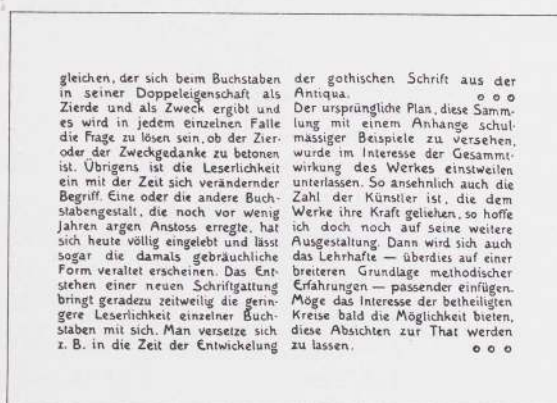 gleichen, der sich beim Buchstaben
in seiner Doppeleigenschaft als
Zierde und als Zweck ergibt und
es wird in jedem einzelnen Falle
die Frage zu lösen sein, ob der Zier-
oder der Zweckgedanke zu betonen
ist. Übrigens ist die Leserlichkeit
ein mit der Zeit sich verändernder
Begriff. Eine oder die andere Buch-
stabengestalt, die noch vor wenig
Jahren argen Anstoss erregte, hat
sich heute völlig eingelebt und lässt
sogar die damals gebräuchliche
Form veraltet erscheinen. Das Ent-
stehen einer neuen Schriftgattung
bringt geradezu zeitweilig die gerin-
gere Leserlichkeit einzelner Buch-
staben mit sich. Man versetze sich
z. B. in die Zeit der Entwickelung
der gothischen Schrift aus der
Antiqua. o o o
Der ursprüngliche Plan, diese Samm-
lung mit einem Anhange schul-
mässiger Beispiele zu versehen,
wurde im Interesse der Gesammt-
wirkung des Werkes einstweilen
unterlassen. So ansehnlich auch die
Zahl der Künstler ist, die dem
Werke ihre Kraft geliehen, so hoffe
ich doch noch auf seine weitere
Ausgestaltung. Dann wird sich auch
das Lehrhafte — überdies auf einer
breiteren Grundlage methodischer
Erfahrungen — passender einfügen.
Möge das Interesse der betheiligten
Kreise bald die Möglichkeit bieten,
diese Absichten zur That werden
zu lassen. o o o